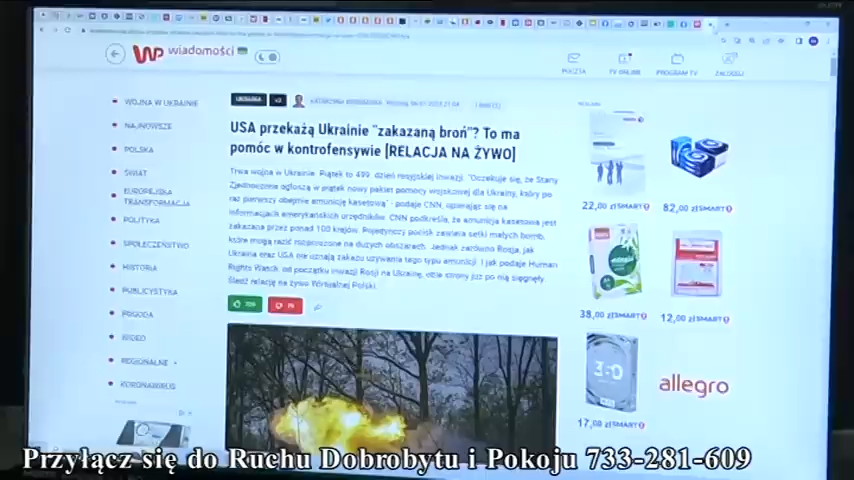 wp wiadomości
POCZTA
TV ONLINE
PROGRAM TV
ZALOGUJ
WOJNA W UKRAINIE
NAJNOWSZE
POLSKA
ŚWIAT
EUROPEJSKA
TRANSFORMACJA
POLITYKA
SPOŁECZEŃSTWO
HISTORIA
PUBLICYSTYKA
POGODA
WIDEO
REGIONALNE
KORONAWIRUS
UKRAINA
USA przekażą Ukrainie "zakazaną broń"? To ma
pomóc w kontrofensywie [RELACJA NA ŻYWO]
Trwa wojna w Ukrainie. Piątek to 499. dzień rosyjskiej inwazji. "Oczekuje się, że Stany
Zjednoczone ogłoszą w piątek nowy pakiet pomocy wojskowej dla Ukrainy, który po
raz pierwszy obejmie amunicję kasetową" - podaje CNN, opierając się na
informacjach amerykańskich urzędników. CNN podkreśla, że amunicja kasetowa jest
zakazana przez ponad 100 krajów. Pojedynczy pocisk zawiera setki małych bomb,
które mogą razić rozproszone na dużych obszarach. Jednak zarówno Rosja, jak
Ukraina oraz USA nie uznają zakazu używania tego typu amunicji. I jak podaje Human
Rights Watch, od początku inwazji Rosji na Ukrainę, obie strony już po nią sięgnęły.
Śledź relację na żywo Wirtualnej Polski.
REKLAMA
22,00 zł SMART
82,00 zł SMART
38,00 zł SMART
12,00 zł SMART
17,00 zł SMART
allegro
Przyłącz się do Ruchu Dobrobytu i Pokoju 733-281-609